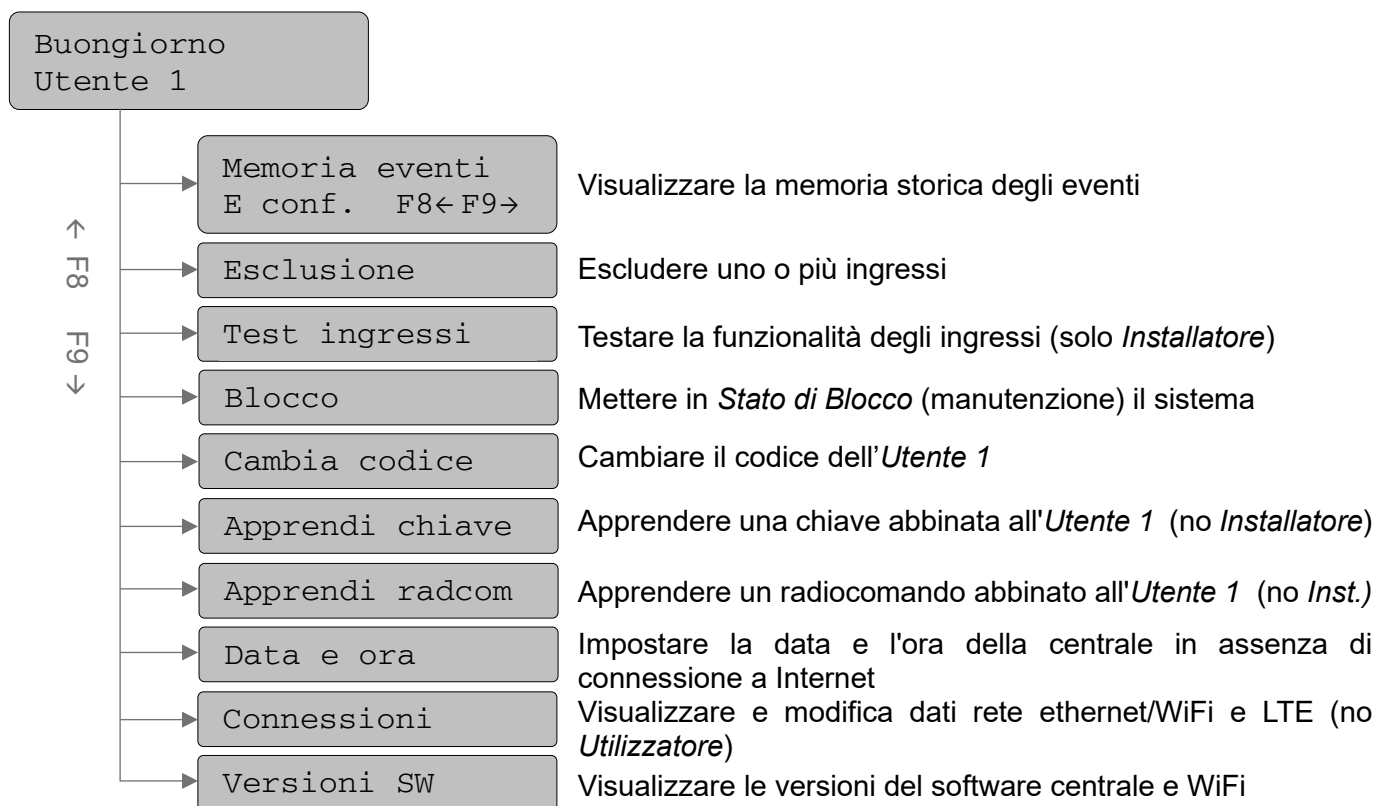 Buongiorno
Utente 1
← F8 F9 →
Memoria eventi
E conf. F8← F9→
Visualizzare la memoria storica degli eventi
Esclusione
Escludere uno o più ingressi
Test ingressi
Testare la funzionalità degli ingressi (solo Installatore)
Blocco
Mettere in Stato di Blocco (manutenzione) il sistema
Cambia codice
Cambiare il codice dell’Utente 1
Apprendi chiave
Apprendere una chiave abbinata all'Utente 1 (no Installatore)
Apprendi radcom
Apprendere un radiocomando abbinato all'Utente 1 (no Inst.)
Data e ora
Impostare la data e l'ora della centrale in assenza di
connessione a Internet
Connessioni
Visualizzare e modifica dati rete ethernet/WiFi e LTE (no
Utilizzatore)
Versioni SW
Visualizzare le versioni del software centrale e WiFi